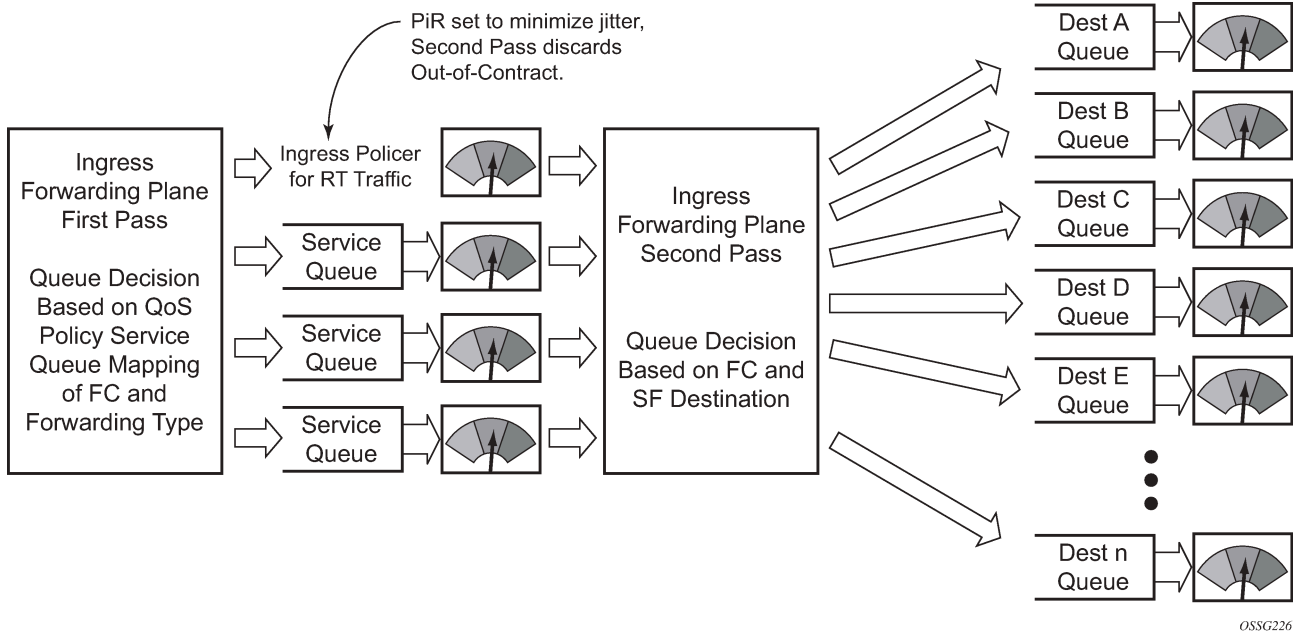 PiR set to minimize jitter,
Second Pass discards
Out-of-Contract.
Ingress
Forwarding Plane
First Pass
Queue Decision
Based on QoS
Policy Service
Queue Mapping
of FC and
Forwarding Type
Ingress Policer
for RT Traffic
Service
Queue
Service
Queue
Service
Queue
Ingress
Forwarding Plane
Second Pass
Queue Decision
Based on FC and
SF Destination
Dest A
Queue
Dest B
Queue
Dest C
Queue
Dest D
Queue
Dest E
Queue
Dest n
Queue
OSSG226